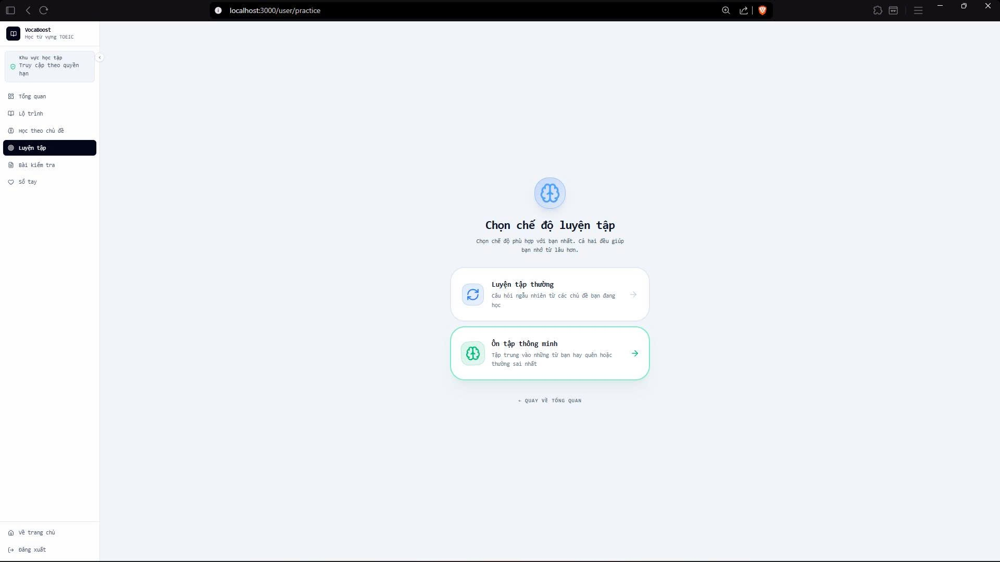 localhost:3000/user/practice
VocaBoost
Học từ vựng TOEIC
Khu vực học tập
Truy cập theo quyền
hạn
Tổng quan
Lộ trình
Học theo chủ đề
Luyện tập
Bài kiểm tra
Sổ tay
Chọn chế độ luyện tập
Chọn chế độ phù hợp với bạn nhất. Cả hai đều giúp
bạn nhớ từ lâu hơn.
Luyện tập thường
Câu hỏi ngẫu nhiên từ các chủ đề bạn đang
học
Ôn tập thông minh
Tập trung vào những từ bạn hay quên hoặc
thường sai nhất
← QUAY VỀ TỔNG QUAN
Về trang chủ
Đăng xuất